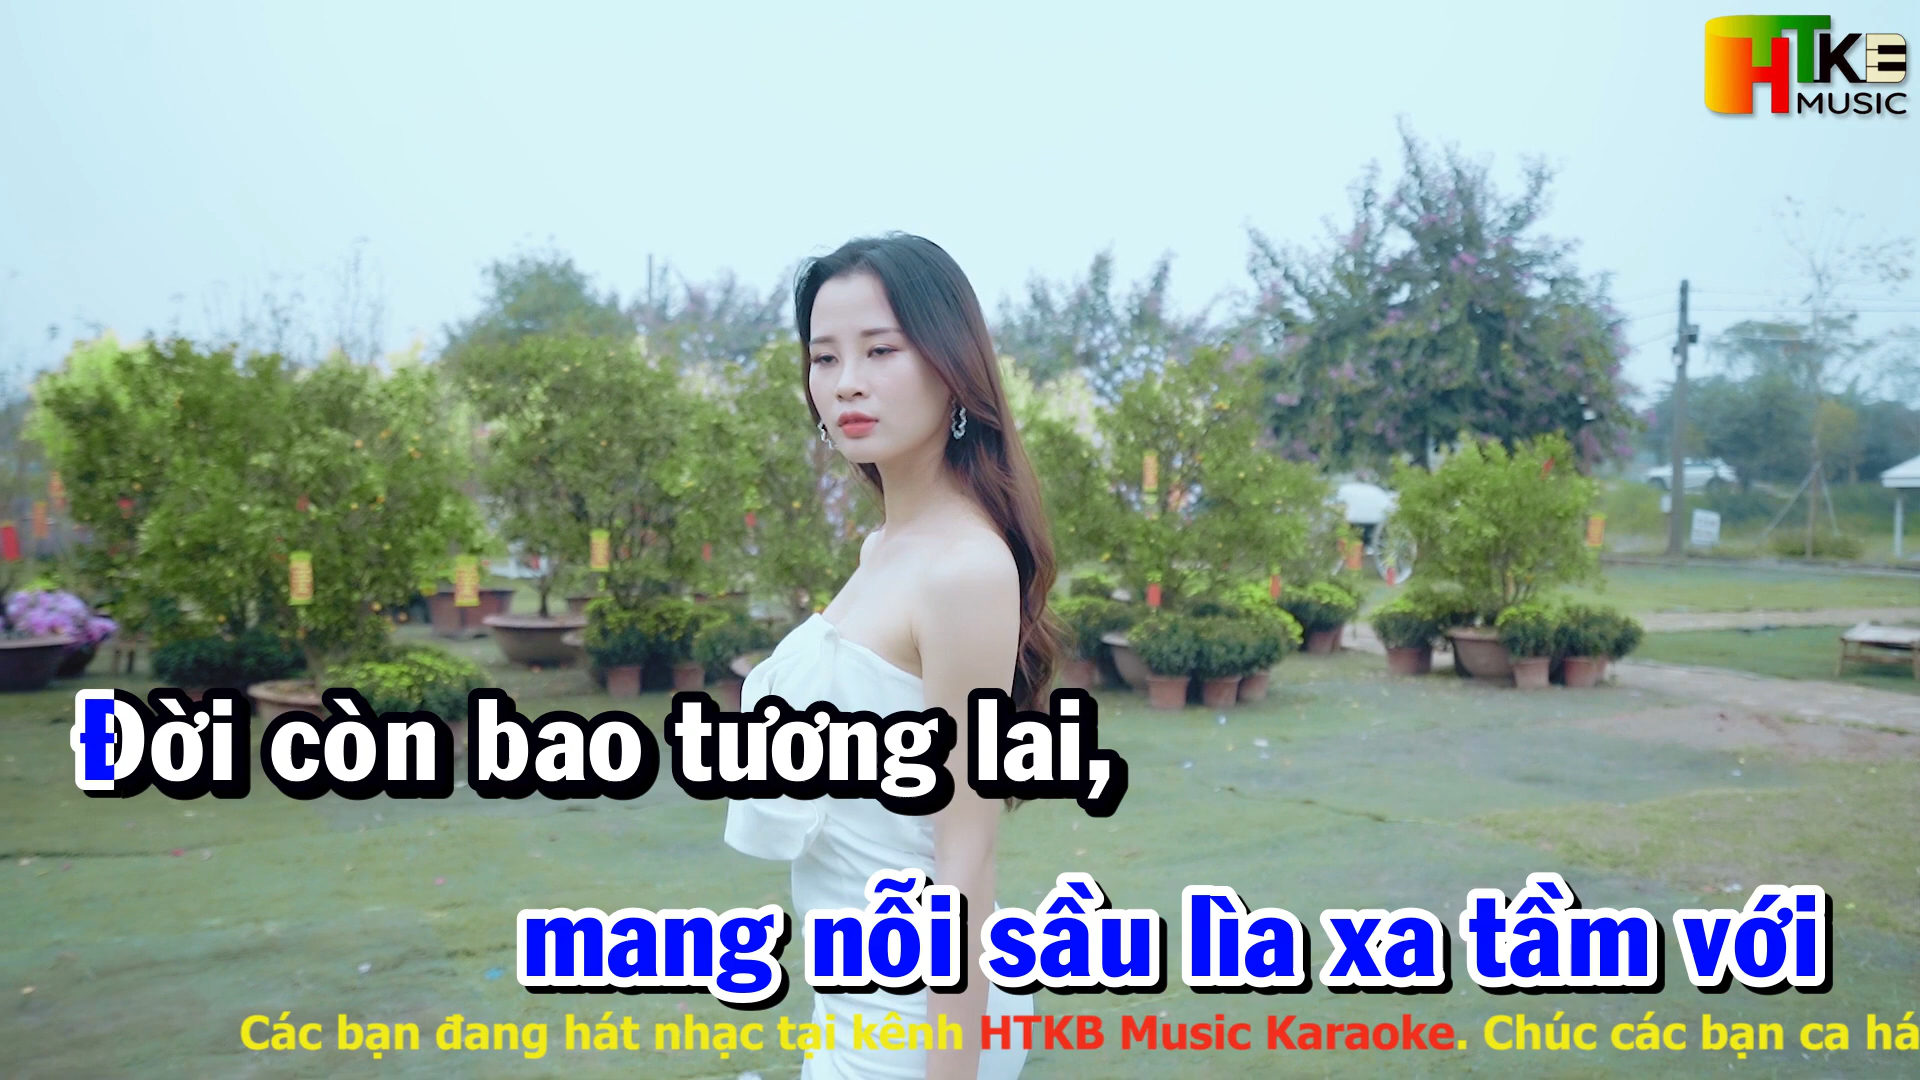 HTKB
MUSIC
Đời còn bao tương lai,
mang nỗi sầu lìa xa tầm với
Các bạn đang hát nhạc tại kênh HTKB Music Karaoke. Chúc các bạn ca há